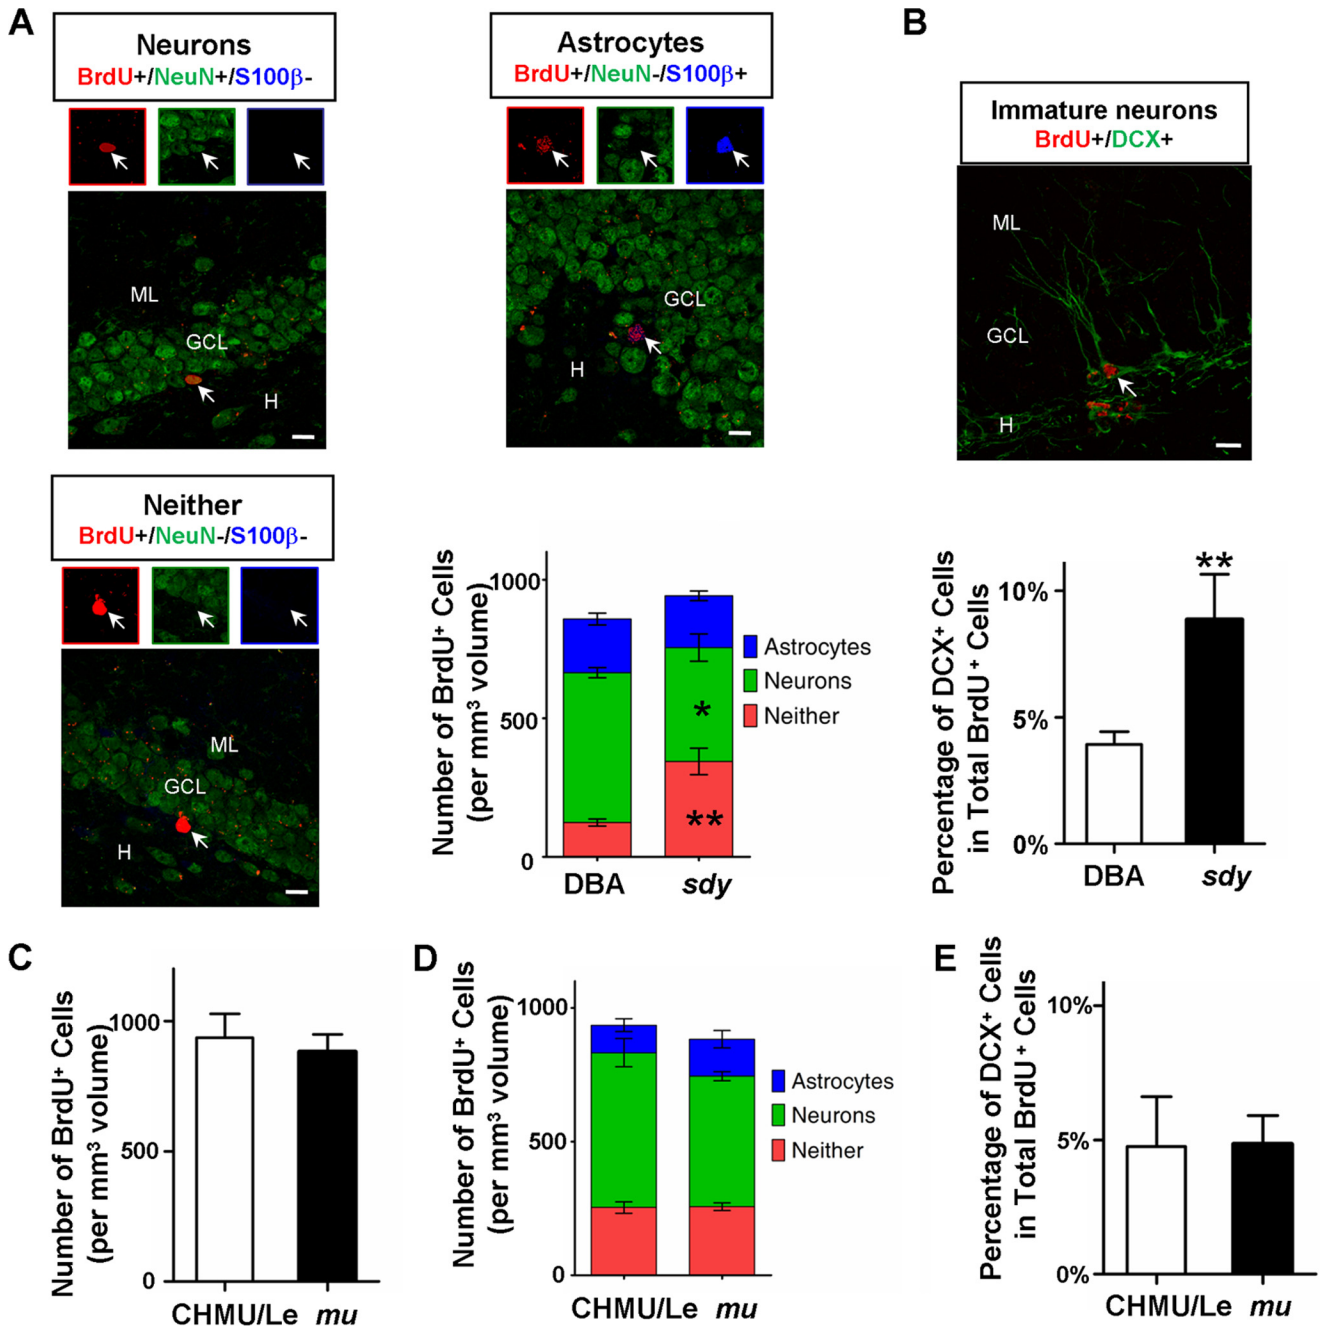 A
Neurons
BrdU+/NeuN+/S100β-
ML
GCL
H
Astrocytes
BrdU+/NeuN-/S100β+
GCL
H
B
Immature neurons
BrdU+/DCX+
ML
GCL
H
Neither
BrdU+/NeuN-/S100β-
ML
GCL
H
Number of BrdU⁺ Cells
(per mm³ volume)
1000
500
0
*
**
DBA
sdy
Astrocytes
Neurons
Neither
Percentage of DCX⁺ Cells
in Total BrdU⁺ Cells
10%
5%
0%
**
DBA
sdy
C
Number of BrdU⁺ Cells
(per mm³ volume)
1000
500
0
CHMU/Le
mu
D
Number of BrdU⁺ Cells
(per mm³ volume)
1000
500
0
CHMU/Le
mu
Astrocytes
Neurons
Neither
E
Percentage of DCX⁺ Cells
in Total BrdU⁺ Cells
10%
5%
0%
CHMU/Le
mu